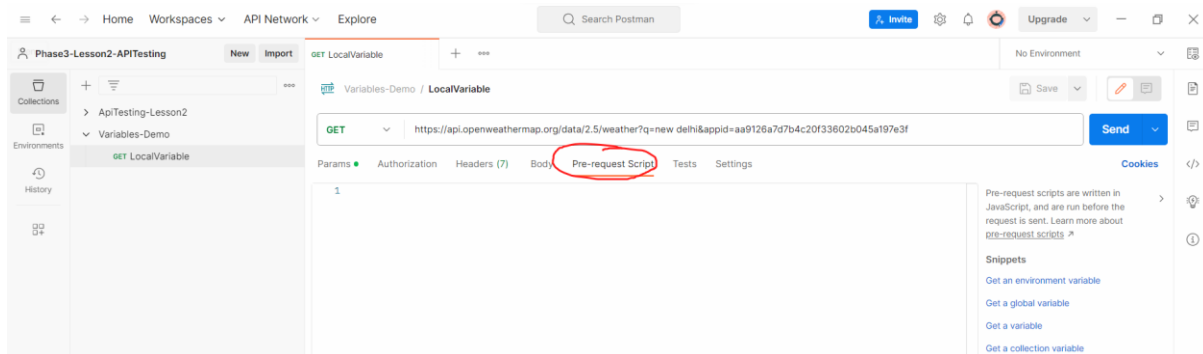 Home Workspaces API Network Explore Search Postman Invite Upgrade
Phase3-Lesson2-APITesting New Import GET LocalVariable No Environment
Collections
Environments
History
ApiTesting-Lesson2
Variables-Demo
GET LocalVariable
HTTP Variables-Demo / LocalVariable Save
GET https://api.openweathermap.org/data/2.5/weather?q=new delhi&appid=aa9126a7d7b4c20f33602b045a197e3f Send
Params Authorization Headers (7) Body Pre-request Script Tests Settings Cookies
1
Pre-request scripts are written in
JavaScript, and are run before the
request is sent. Learn more about
pre-request scripts
Snippets
Get an environment variable
Get a global variable
Get a variable
Get a collection variable